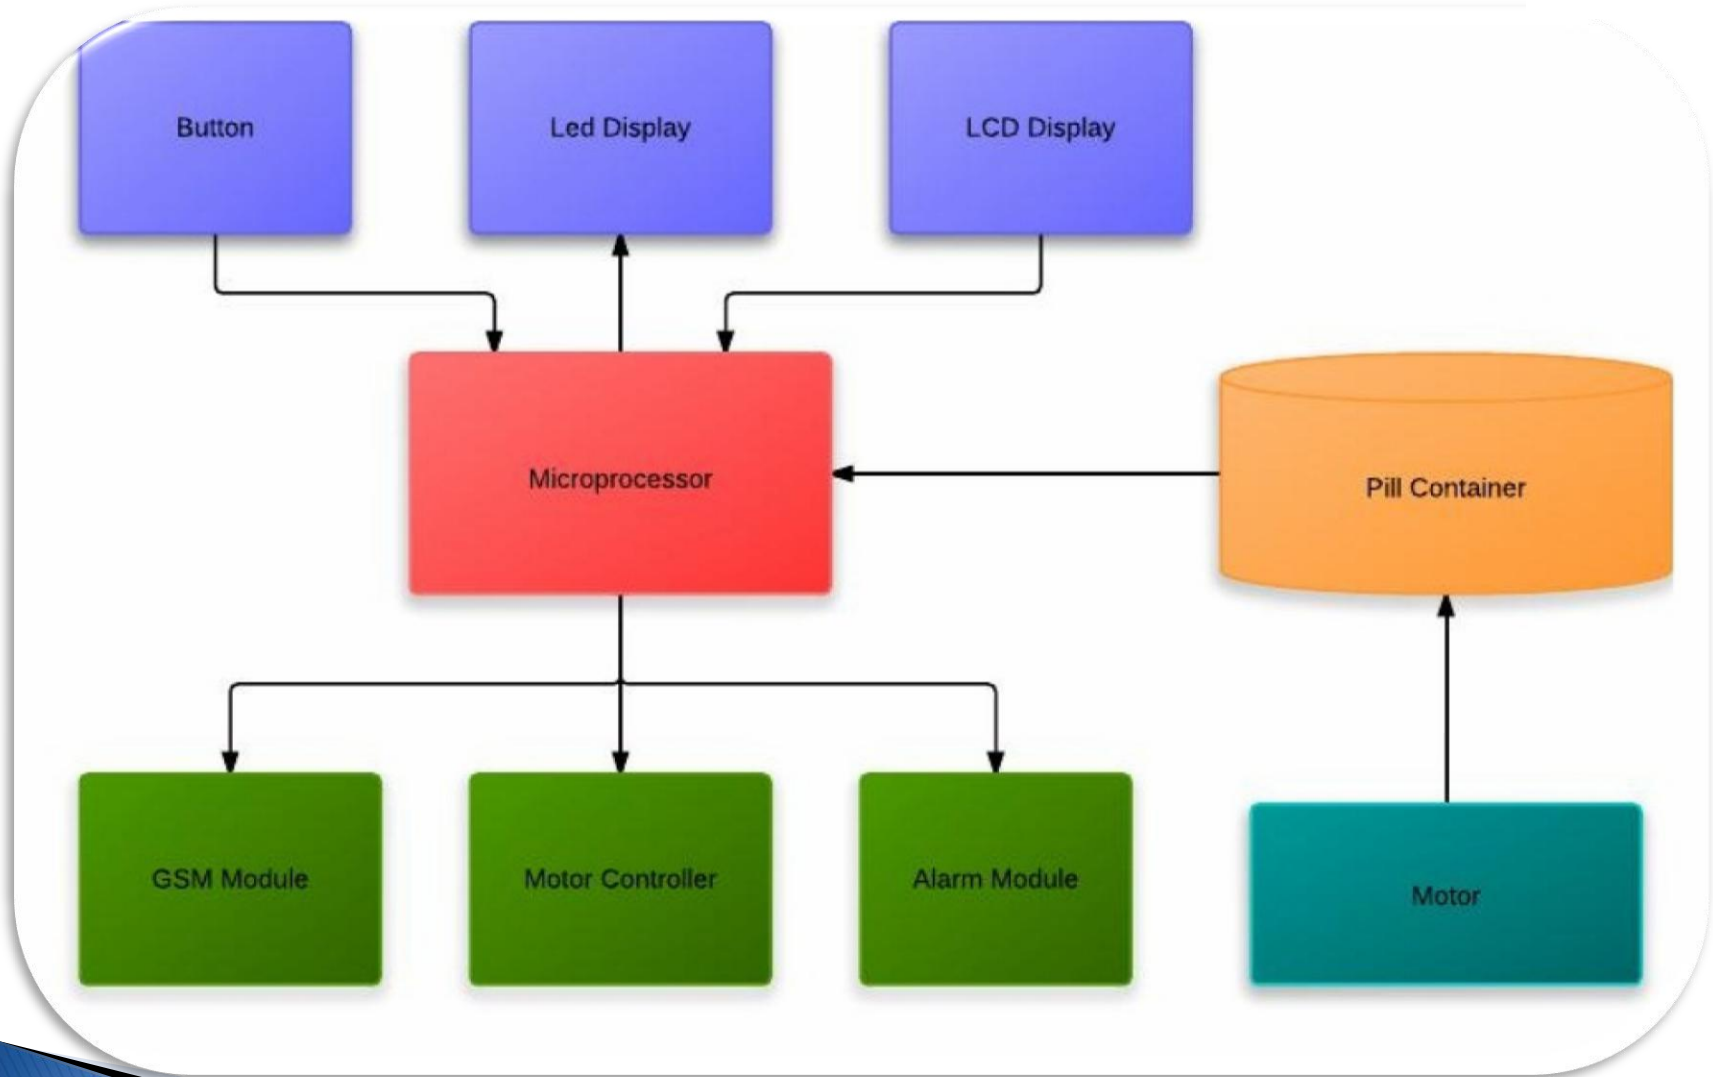 Button
Led Display
LCD Display
Microprocessor
Pill Container
GSM Module
Motor Controller
Alarm Module
Motor